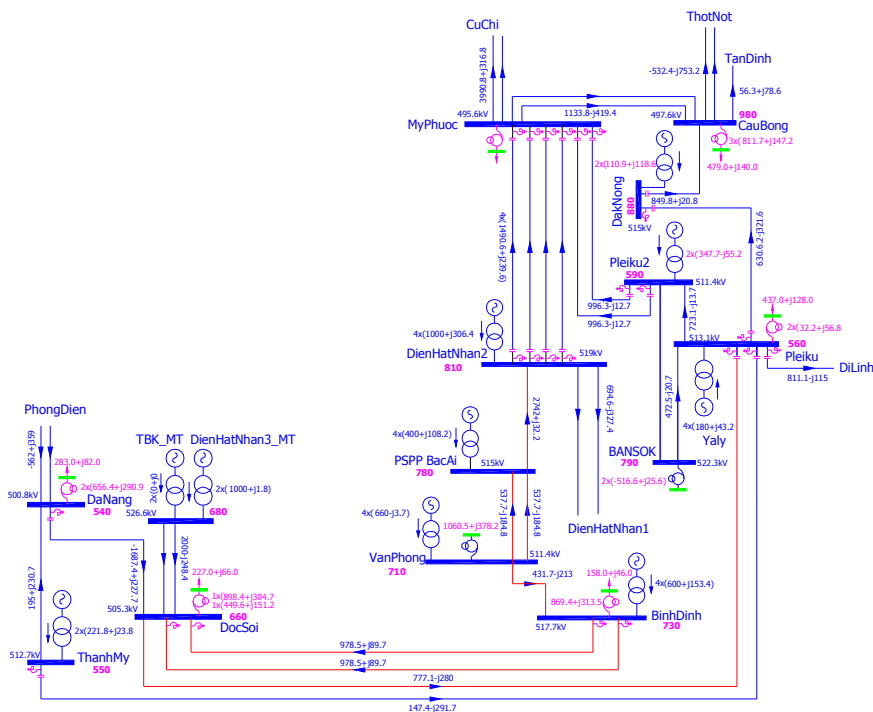 CuChi
ThotNot
TanDinh
3990.8+j316.8
-532.4-j753.2
56.3+j78.6
495.6kV
1133.8-j419.4
497.6kV
980
MyPhuoc
CauBong
3x(811.7+j147.2
479.0+j140.0
2x(110.9+j118.6
849.8+j20.8
DakNong
880
515kV
630.6.2-j321.6
4x(1490.6+j239.6)
2x(347.7-j55.2
Pleiku2
590
511.4kV
996.3-j12.7
996.3-j12.7
723.1-j13.7
437.0+j128.0
2x(32.2+j56.8
513.1kV
560
Pleiku
DiLinh
811.1-j115
4x(1000+j306.4
DienHatNhan2
810
519kV
694.6-j327.4
2742+j32.2
472.5-j20.7
4x(180+j43.2
Yaly
BANSOK
790
522.3kV
2x(-516.6+j25.6)
4x(400+j108.2)
PSPP BacAi
780
515kV
DienHatNhan1
537.7-j184.8
537.7-j184.8
4x(660-j3.7)
1060.5+j378.2
VanPhong
710
511.4kV
431.7-j213
158.0+j46.0
4x(600+j153.4)
869.4+j313.5
517.7kV
BinhDinh
730
PhongDien
-562+j359
283.0+j82.0
2x(656.4+j290.9
500.8kV
DaNang
540
TBK_MT
DienHatNhan3_MT
2x(0+j0)
2x( 1000+j1.8)
526.6kV
680
2000-j248.4
-1687.4+j227.7
227.0+j66.0
1x(898.4+j304.7
1x(449.6+j151.2
505.3kV
660
DocSoi
195+j230.7
2x(221.8+j23.8
512.7kV
ThanhMy
550
978.5+j89.7
978.5+j89.7
777.1-j280
147.4-j291.7